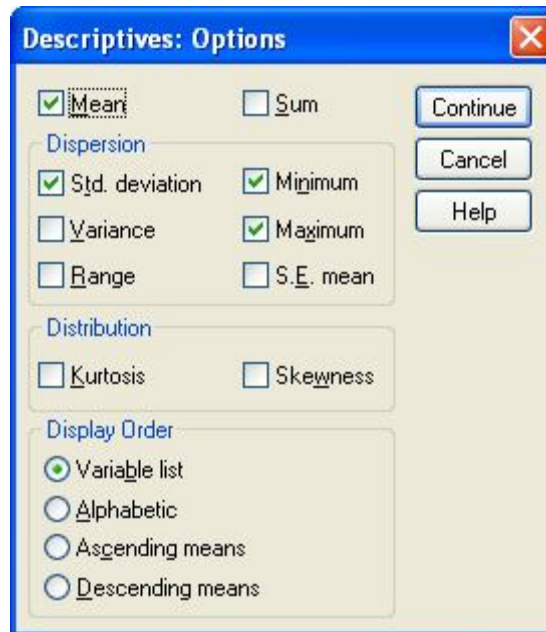 Descriptives: Options
Mean Sum Continue
Dispersion Cancel
Std. deviation Minimum Help
Variance Maximum
Range S.E. mean
Distribution
Kurtosis Skewness
Display Order
Variable list
Alphabetic
Ascending means
Descending means